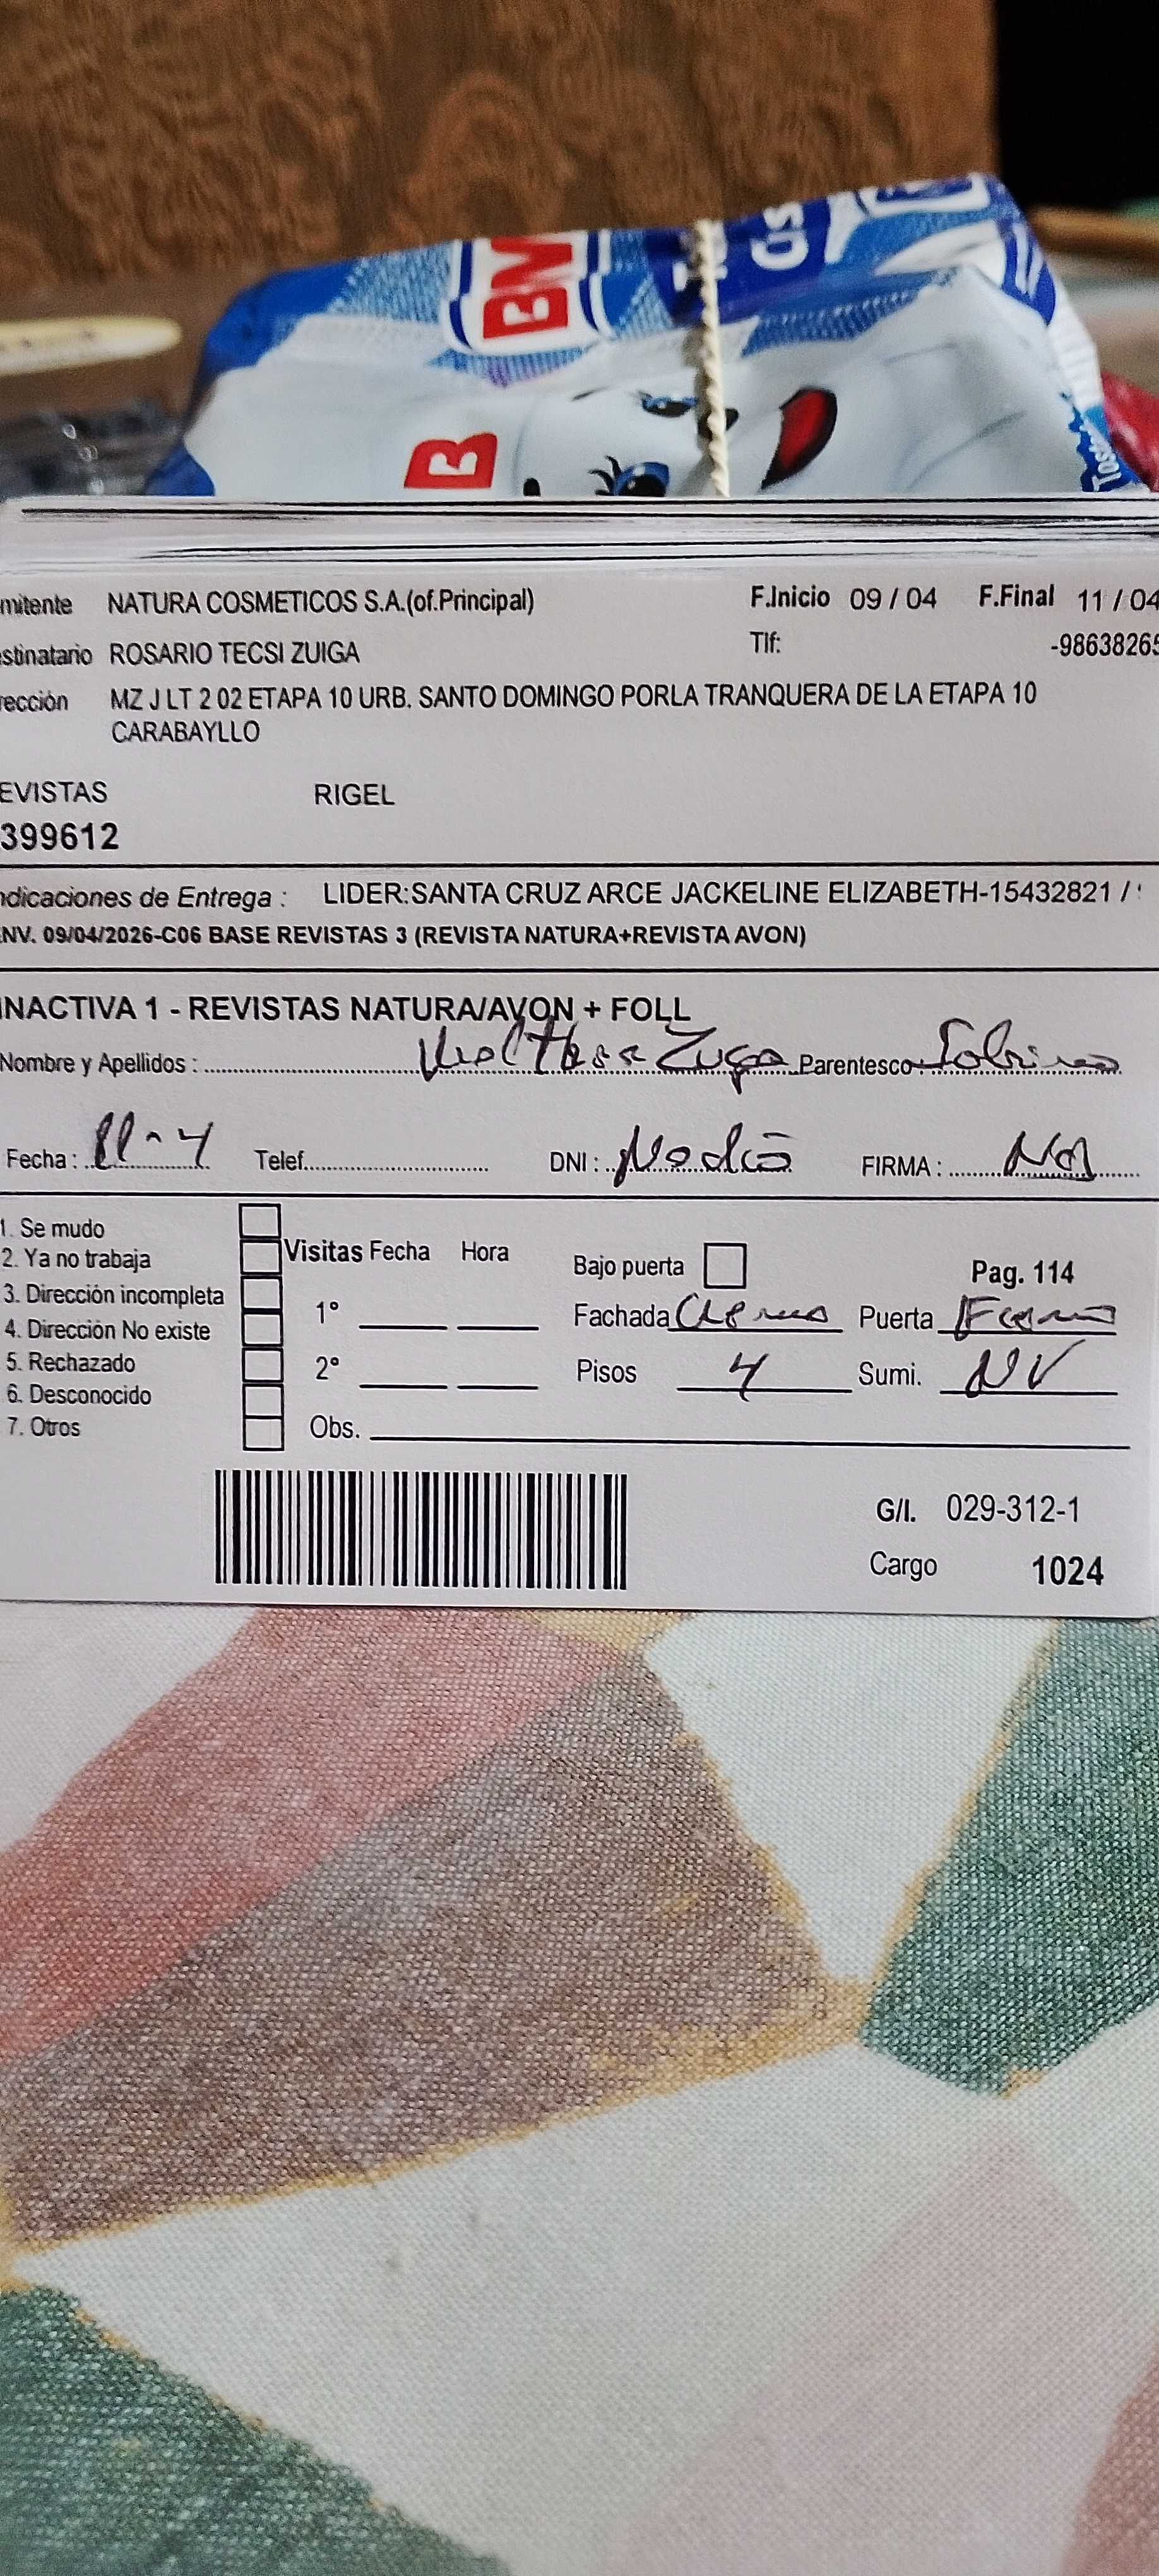 BM
B
mitente NATURA COSMETICOS S.A.(of.Principal) F.Inicio 09 / 04 F.Final 11 / 04
Tlf: -98638265
estinatario ROSARIO TECSI ZUIGA
rección MZ J LT 2 02 ETAPA 10 URB. SANTO DOMINGO PORLA TRANQUERA DE LA ETAPA 10
CARABAYLLO
EVISTAS RIGEL
399612
ndicaciones de Entrega : LIDER:SANTA CRUZ ARCE JACKELINE ELIZABETH-15432821 /
NV. 09/04/2026-C06 BASE REVISTAS 3 (REVISTA NATURA+REVISTA AVON)
INACTIVA 1 - REVISTAS NATURA/AVON + FOLL
Nombre y Apellidos : Parentesco Sobrino
Fecha : 11-4 Telef. DNI : No dio FIRMA :
1. Se mudo
2. Ya no trabaja
3. Dirección incompleta
4. Dirección No existe
5. Rechazado
6. Desconocido
7. Otros
Visitas Fecha Hora
1°
2°
Obs.
Bajo puerta Pag. 114
Fachada Puerta
Pisos 4 Sumi. NV
G/I. 029-312-1
Cargo 1024